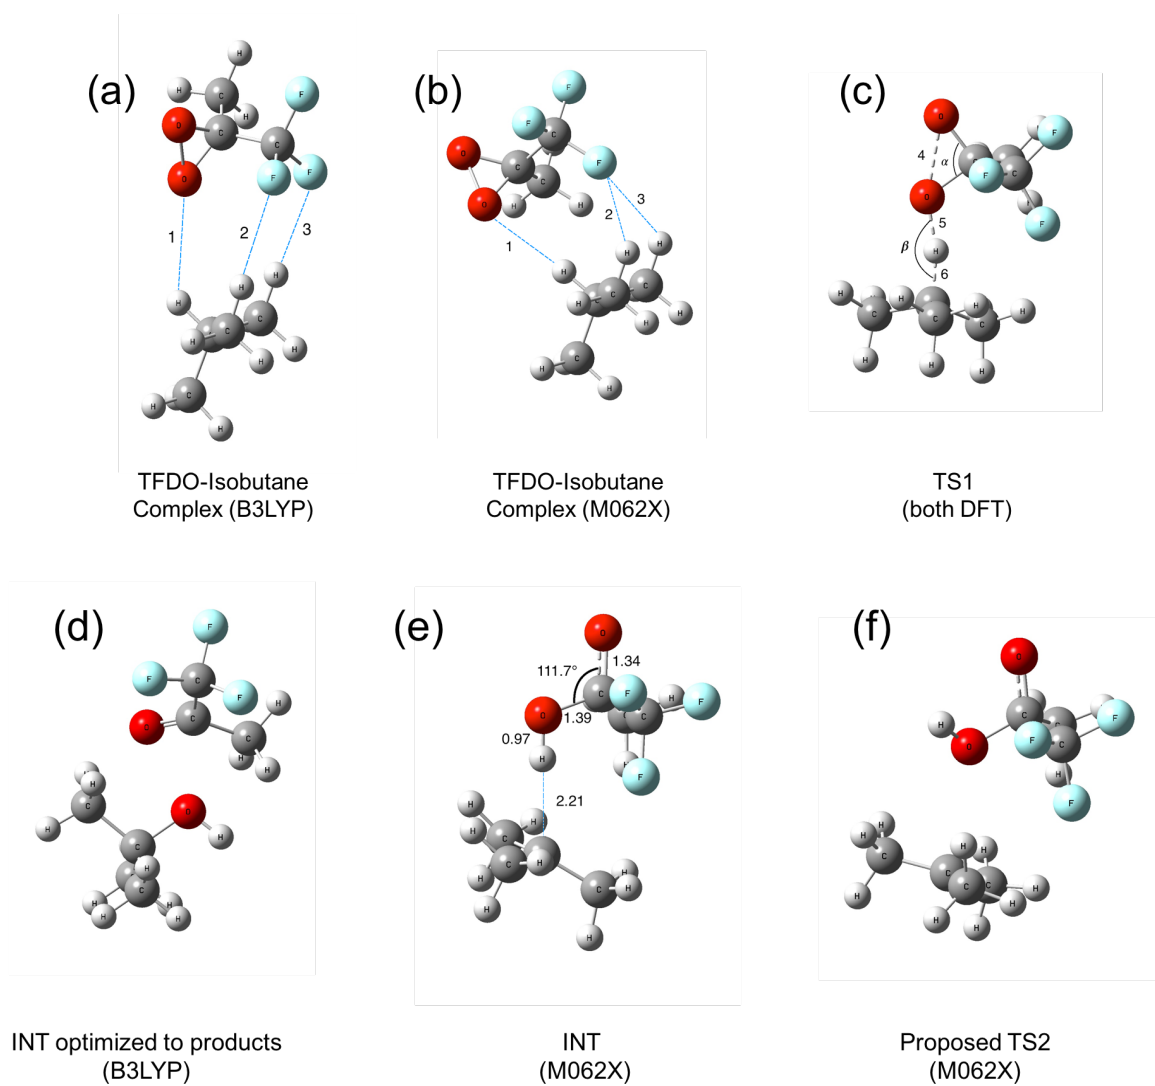 (a)
(b)
(c)
H
H
C
H
F
O
C
C
O
F
F
1
2
3
H
H
H
C
H
C
H
H
C
H
H
F
F
C
O
C
F
O
C
H
H
1
2
3
H
H
H
H
C
C
H
H
C
H
H
O
H
F
4
α
F
C
O
H
F
5
β
H
6
H
H
H
H
C
C
C
H
H
H
H
TFDO-Isobutane
Complex (B3LYP)
TFDO-Isobutane
Complex (M062X)
TS1
(both DFT)
(d)
(e)
(f)
F
F
C
F
H
O
C
C
H
H
H
H
C
O
H
H
C
H
C
H
H
H
H
O
111.7°
1.34
C
F
H
F
O
1.39
C
0.97
H
H
F
2.21
H
H
H
C
C
H
H
H
C
H
H
H
O
H
C
H
F
O
F
C
C
H
F
H
H
C
H
H
H
C
C
C
H
H
H
H
INT optimized to products
(B3LYP)
INT
(M062X)
Proposed TS2
(M062X)